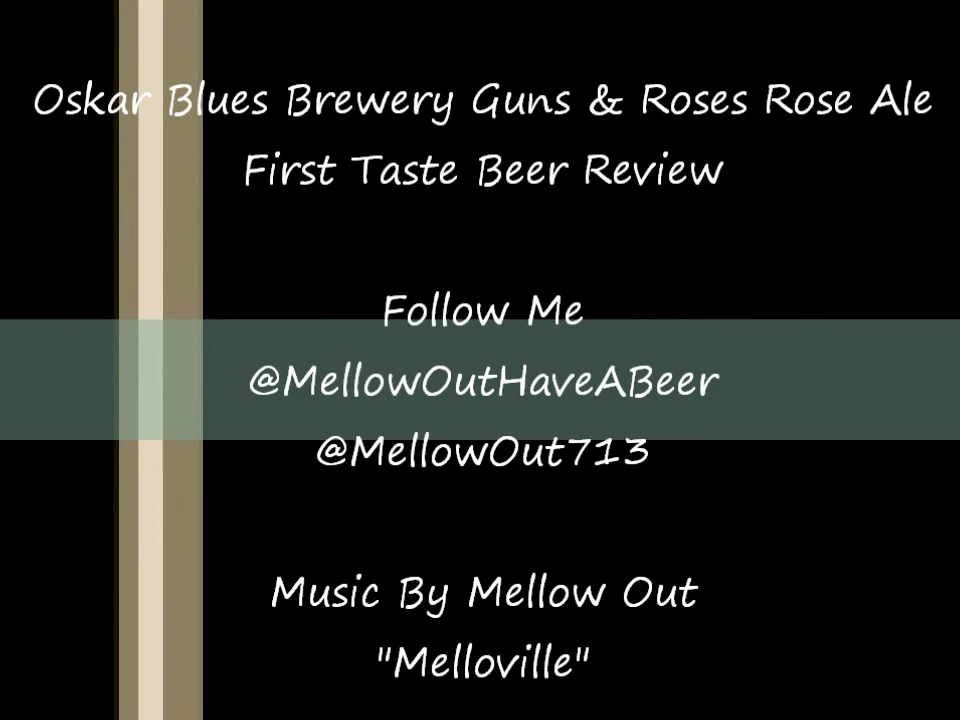 Oskar Blues Brewery Guns & Roses Rose Ale
First Taste Beer Review
Follow Me
@MellowOutHaveABeer
@MellowOut713
Music By Mellow Out
"Melloville"